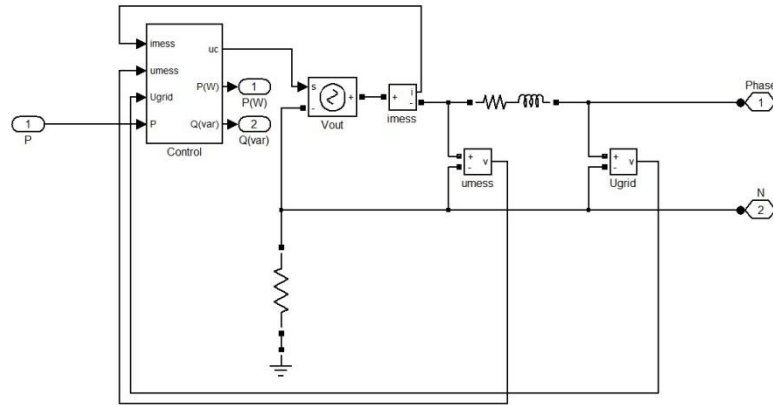 imess
umess
Ugrid
P
uc
P(W)
Q(var)
Control
1
P
1
P(W)
2
Q(var)
s
-
+
Vout
+
i
-
imess
+
-
v
umess
+
-
v
Ugrid
Phase
1
N
2